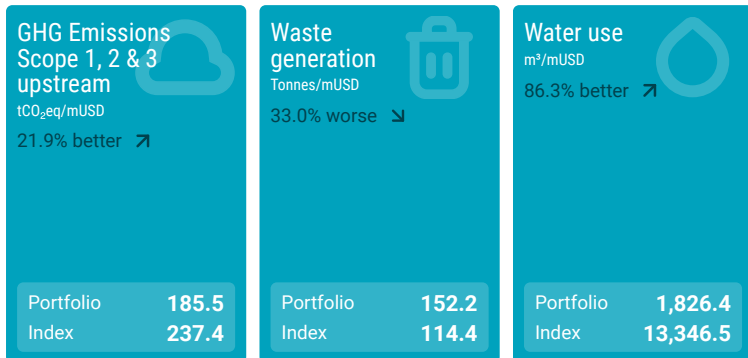 GHG Emissions
Scope 1, 2 & 3
upstream
tCO₂eq/mUSD
21.9% better
Portfolio 185.5
Index 237.4
Waste
generation
Tonnes/mUSD
33.0% worse
Portfolio 152.2
Index 114.4
Water use
m³/mUSD
86.3% better
Portfolio 1,826.4
Index 13,346.5